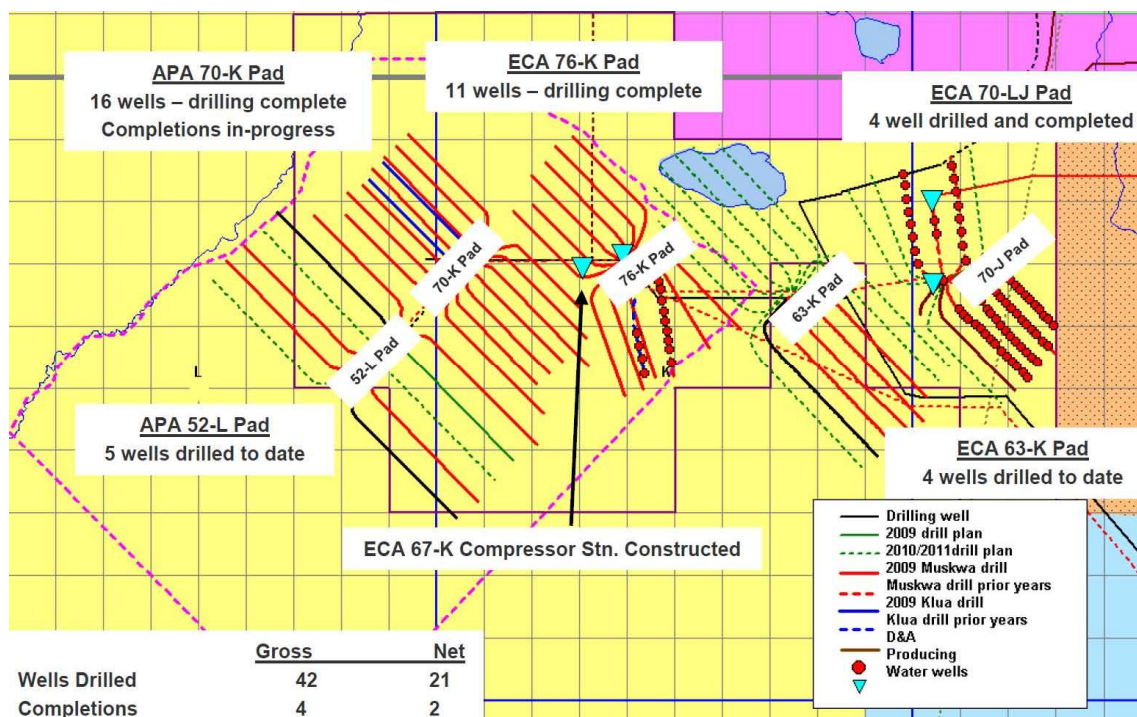 APA 70-K Pad
16 wells – drilling complete
Completions in-progress
ECA 76-K Pad
11 wells – drilling complete
ECA 70-LJ Pad
4 well drilled and completed
70-K Pad
76-K Pad
63-K Pad
70-J Pad
52-L Pad
L
K
APA 52-L Pad
5 wells drilled to date
ECA 63-K Pad
4 wells drilled to date
ECA 67-K Compressor Stn. Constructed
Drilling well
2009 drill plan
2010/2011drill plan
2009 Muskwa drill
Muskwa drill prior years
2009 Klua drill
Klua drill prior years
D&A
Producing
Water wells
Gross Net
Wells Drilled 42 21
Completions 4 2